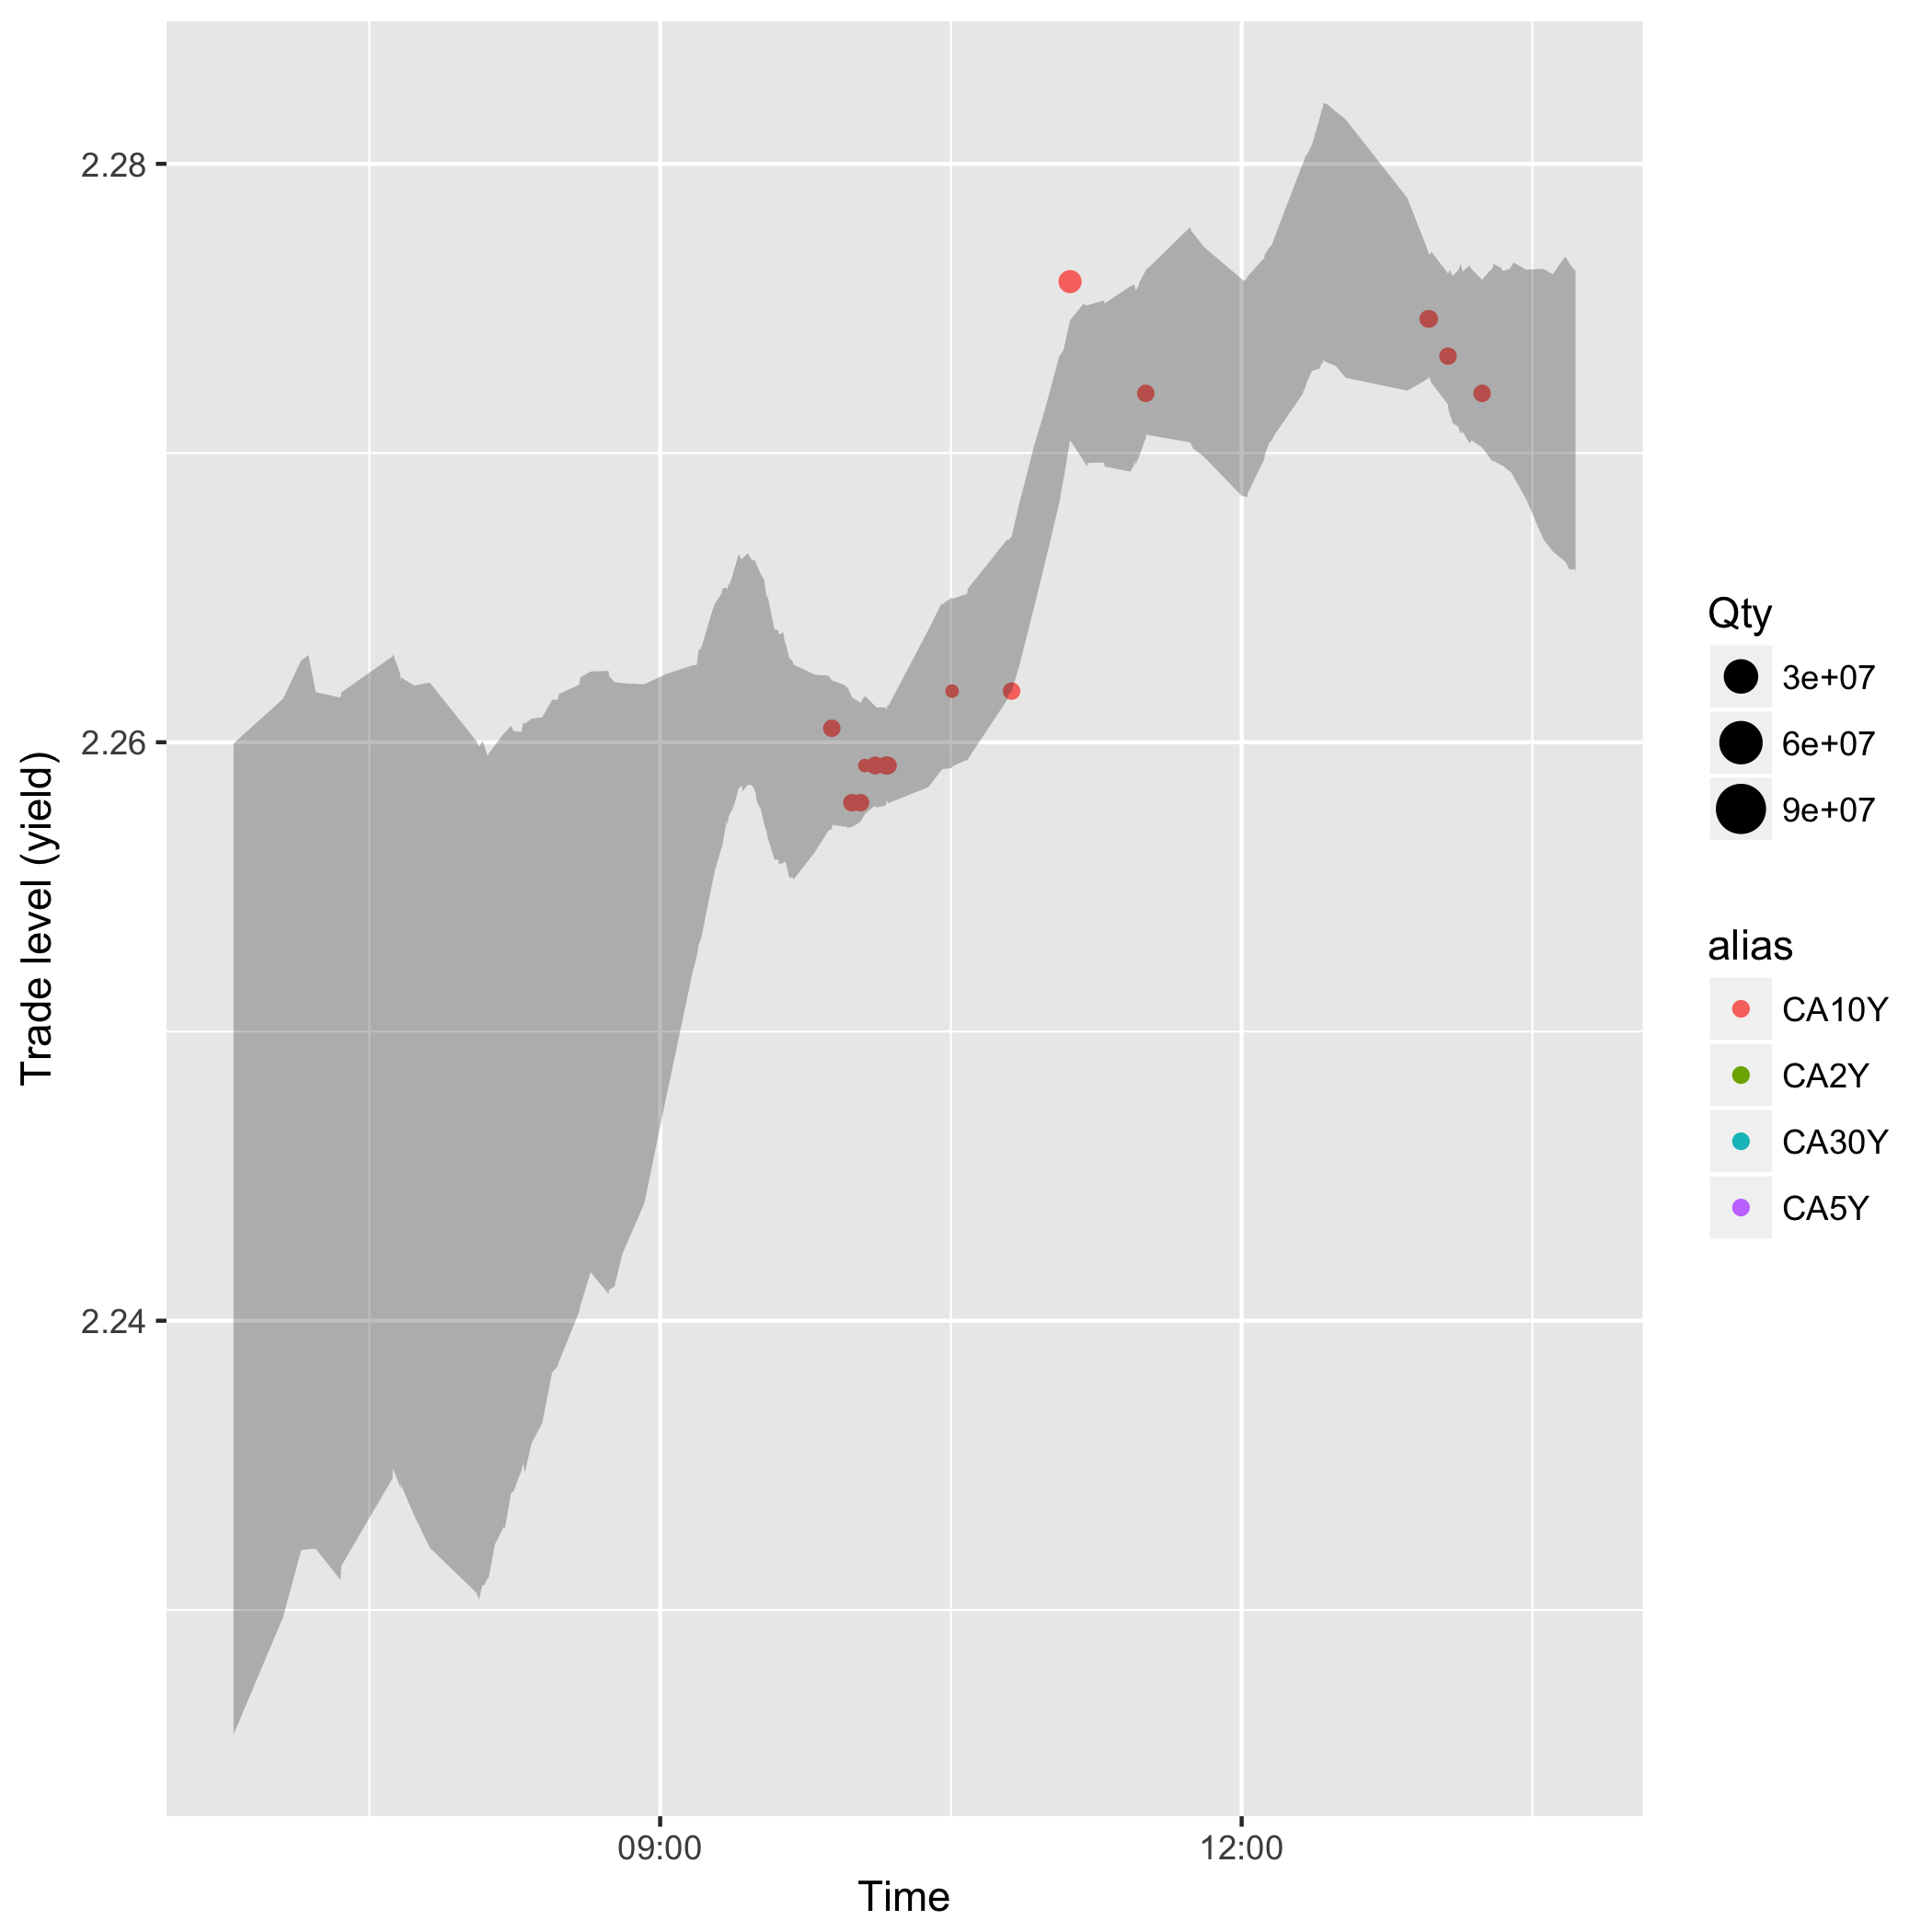 2.28
2.26
2.24
Trade level (yield)
09:00
12:00
Time
Qty
3e+07
6e+07
9e+07
alias
CA10Y
CA2Y
CA30Y
CA5Y